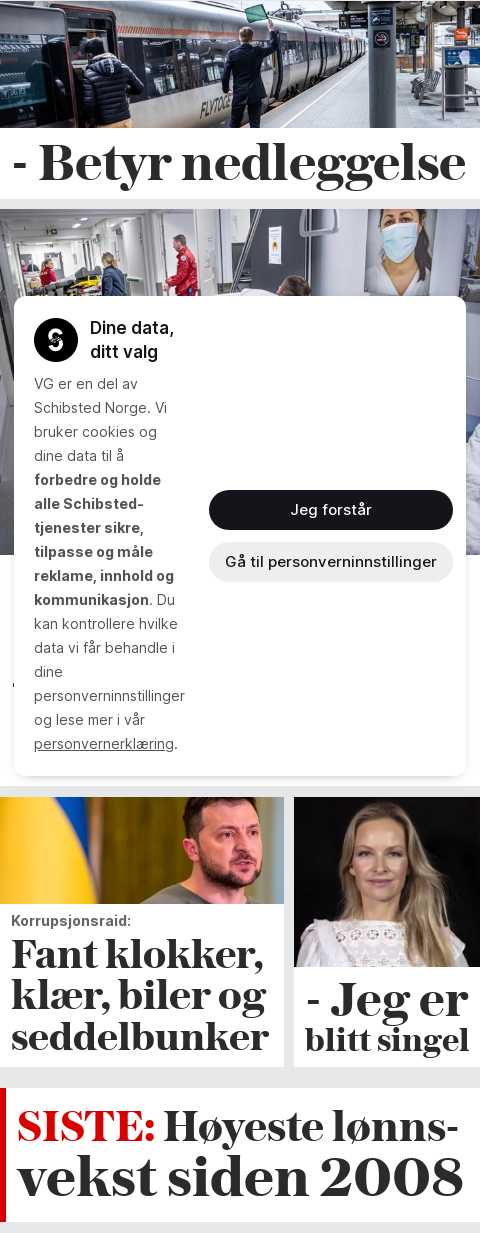 FLYTOGE
- Betyr nedleggelse
Dine data,
ditt valg
VG er en del av
Schibsted Norge. Vi
bruker cookies og
dine data til å
forbedre og holde
alle Schibsted-
tjenester sikre,
tilpasse og måle
reklame, innhold og
kommunikasjon. Du
kan kontrollere hvilke
data vi får behandle i
dine
personverninnstillinger
og lese mer i vår
personvernerklæring.
Jeg forstår
Gå til personverninnstillinger
Korrupsjonsraid:
Fant klokker,
klær, biler og
seddelbunker
- Jeg er
blitt singel
SISTE: Høyeste lønns-
vekst siden 2008